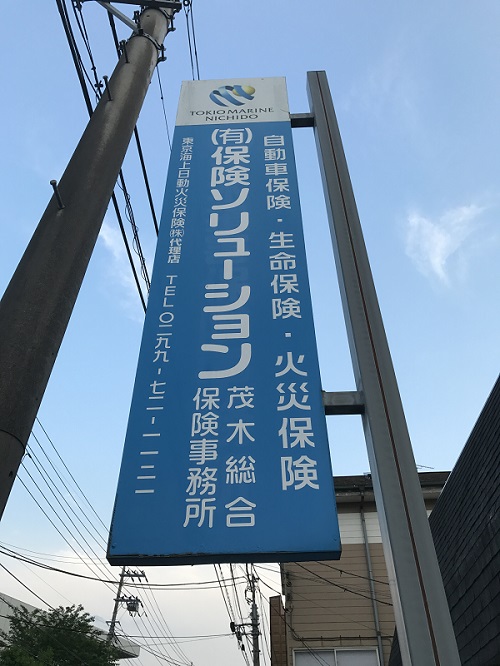 TOKIO MARINE
NICHIDO
自動車保険・生命保険・火災保険
(有)保険ソリューション
茂木総合
保険事務所
東京海上日動火災保険㈱代理店 TEL〇二九九-七二-一一二一